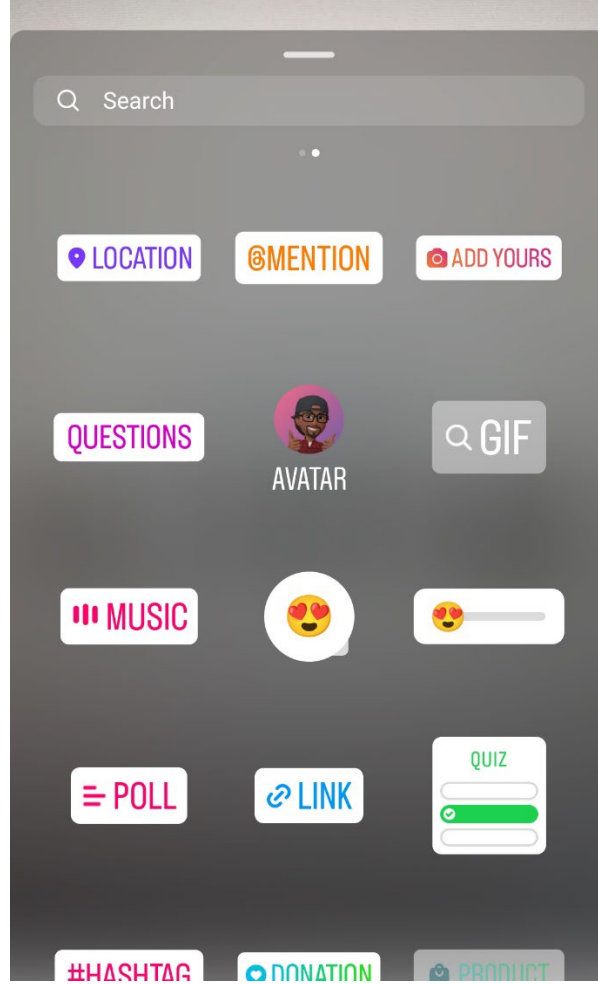 Search
LOCATION
@MENTION
ADD YOURS
QUESTIONS
AVATAR
GIF
MUSIC
POLL
LINK
QUIZ
#HASHTAG
DONATION
PRODUCT